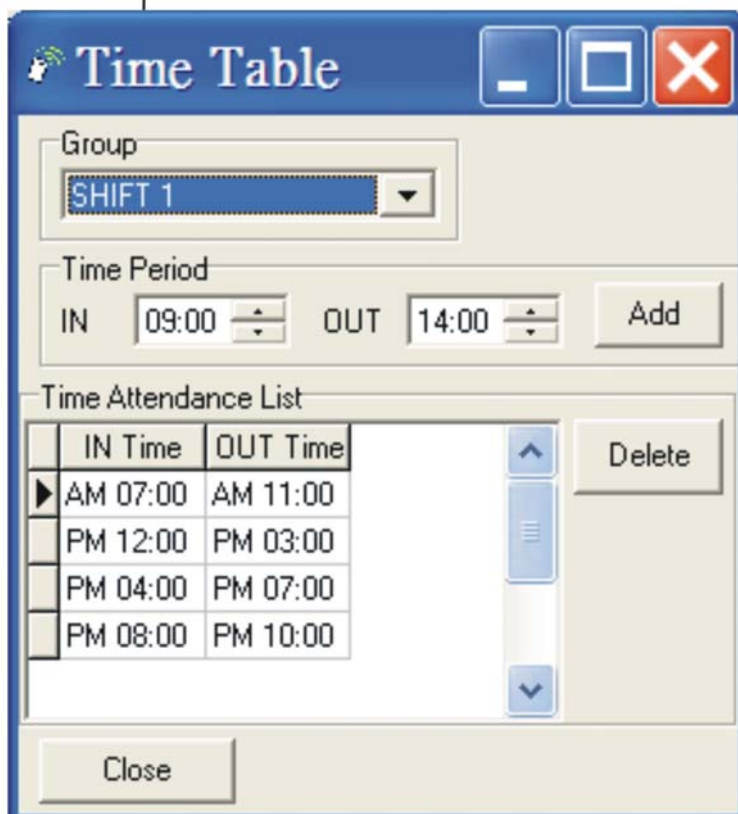 Time Table
Group
SHIFT 1
Time Period
IN 09:00 OUT 14:00 Add
Time Attendance List
IN Time OUT Time Delete
AM 07:00 AM 11:00
PM 12:00 PM 03:00
PM 04:00 PM 07:00
PM 08:00 PM 10:00
Close